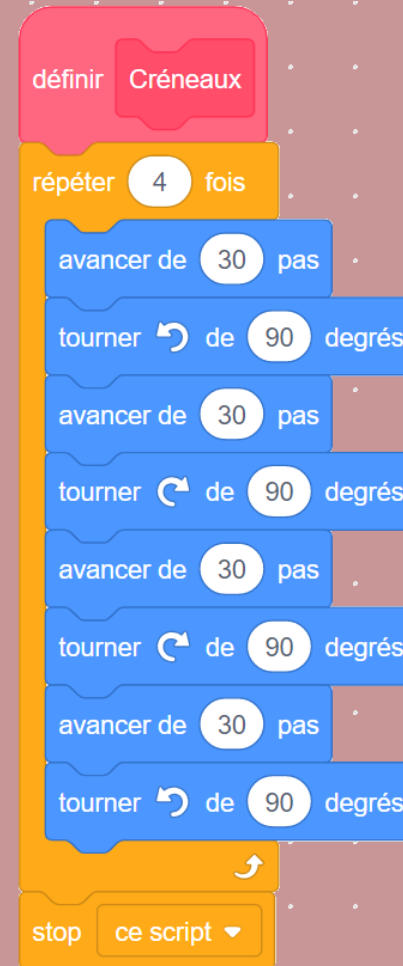 définir Créneaux
répéter 4 fois
avancer de 30 pas
tourner de 90 degrés
avancer de 30 pas
tourner de 90 degrés
avancer de 30 pas
tourner de 90 degrés
avancer de 30 pas
tourner de 90 degrés
stop ce script